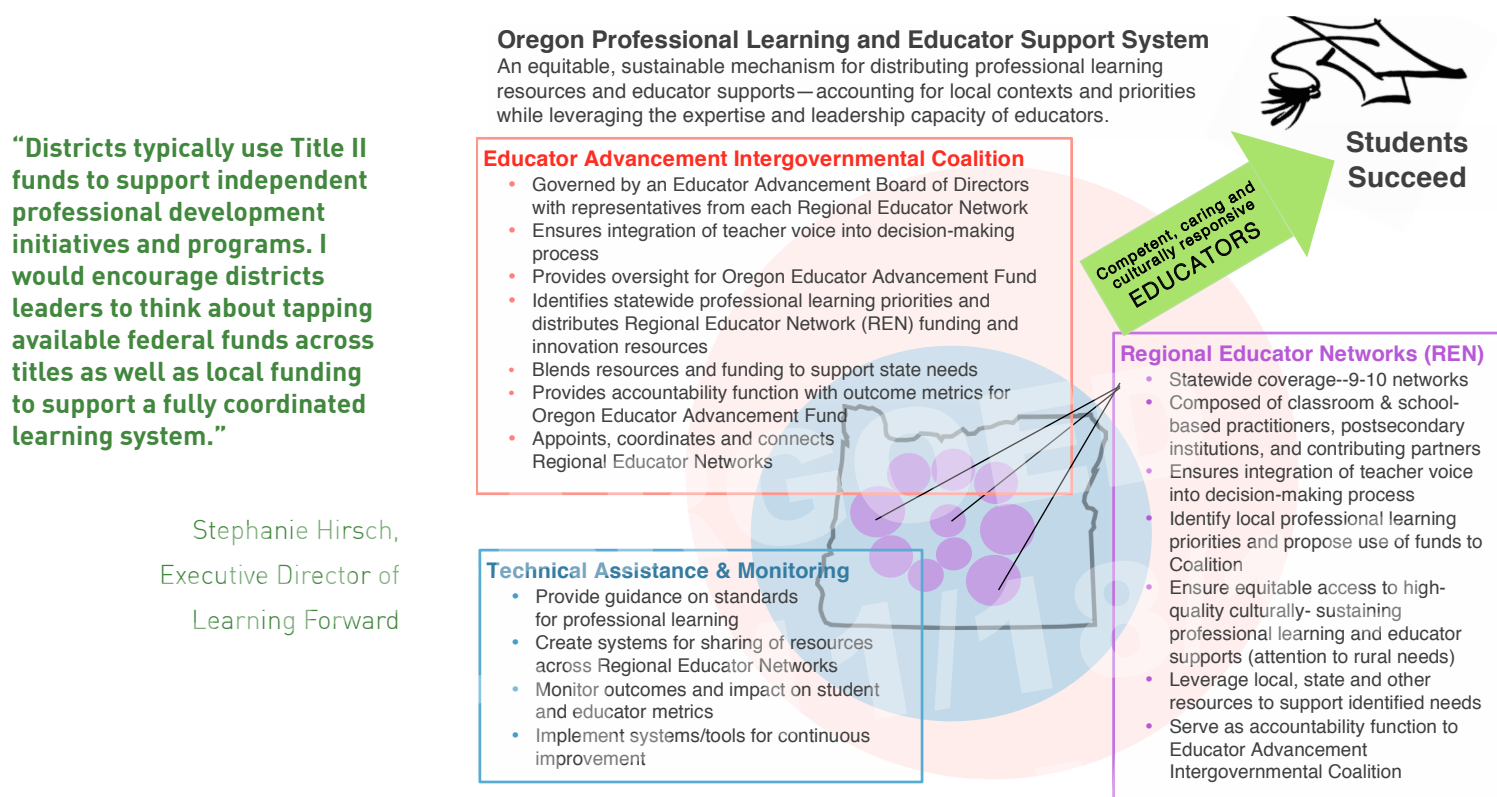 “Districts typically use Title II
funds to support independent
professional development
initiatives and programs. I
would encourage districts
leaders to think about tapping
available federal funds across
titles as well as local funding
to support a fully coordinated
learning system.”
Stephanie Hirsch,
Executive Director of
Learning Forward
Oregon Professional Learning and Educator Support System
An equitable, sustainable mechanism for distributing professional learning
resources and educator supports—accounting for local contexts and priorities
while leveraging the expertise and leadership capacity of educators.
Students
Succeed
Competent, caring and
culturally responsive
EDUCATORS
Educator Advancement Intergovernmental Coalition
• Governed by an Educator Advancement Board of Directors
with representatives from each Regional Educator Network
• Ensures integration of teacher voice into decision-making
process
• Provides oversight for Oregon Educator Advancement Fund
• Identifies statewide professional learning priorities and
distributes Regional Educator Network (REN) funding and
innovation resources
• Blends resources and funding to support state needs
• Provides accountability function with outcome metrics for
Oregon Educator Advancement Fund
• Appoints, coordinates and connects
Regional Educator Networks
Technical Assistance & Monitoring
• Provide guidance on standards
for professional learning
• Create systems for sharing of resources
across Regional Educator Networks
• Monitor outcomes and impact on student
and educator metrics
• Implement systems/tools for continuous
improvement
Regional Educator Networks (REN)
• Statewide coverage--9-10 networks
• Composed of classroom & school-
based practitioners, postsecondary
institutions, and contributing partners
• Ensures integration of teacher voice
into decision-making process
• Identify local professional learning
priorities and propose use of funds to
Coalition
• Ensure equitable access to high-
quality culturally- sustaining
professional learning and educator
supports (attention to rural needs)
• Leverage local, state and other
resources to support identified needs
• Serve as accountability function to
Educator Advancement
Intergovernmental Coalition